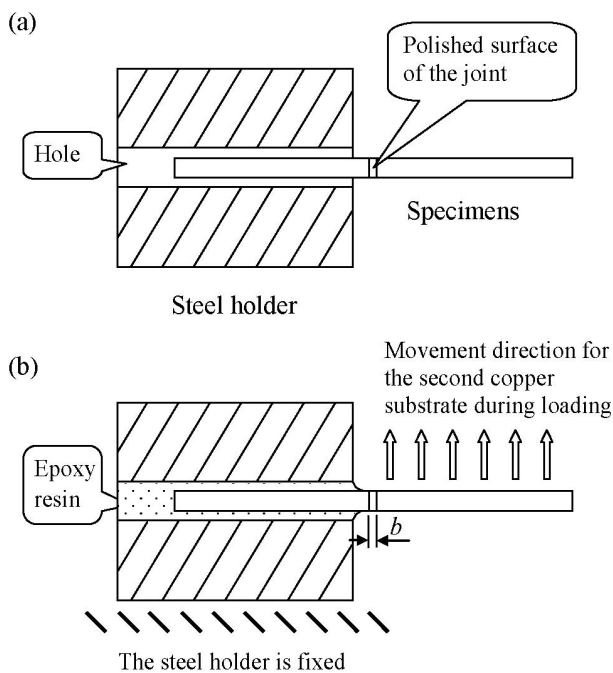 (a)
Polished surface
of the joint
Hole
Specimens
Steel holder
(b)
Movement direction for
the second copper
substrate during loading
Epoxy
resin
b
The steel holder is fixed